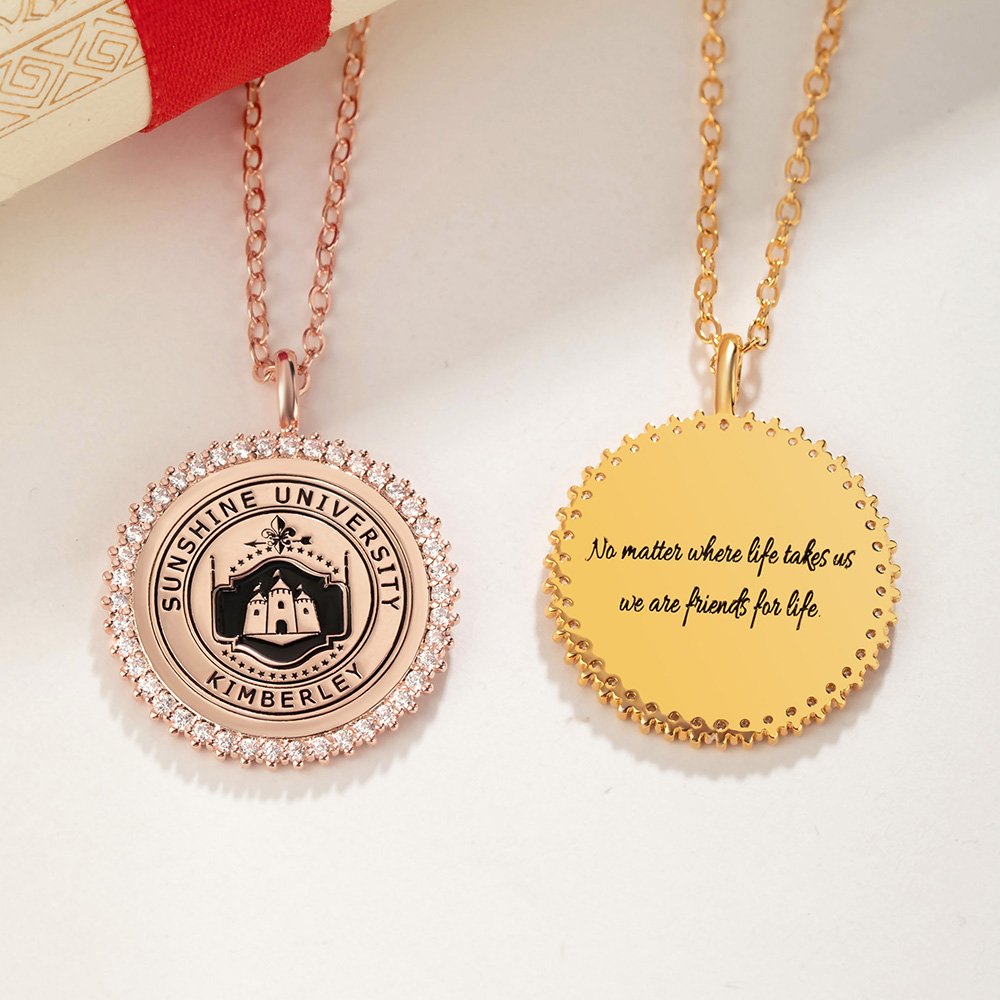 SUNSHINE UNIVERSITY
KIMBERLEY
No matter where life takes us
we are friends for life.